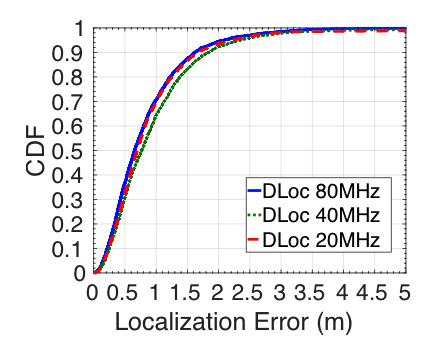 1
0.9
0.8
0.7
0.6
0.5
0.4
0.3
0.2
0.1
0
CDF
DLoc 80MHz
DLoc 40MHz
DLoc 20MHz
0 0.5 1 1.5 2 2.5 3 3.5 4 4.5 5
Localization Error (m)